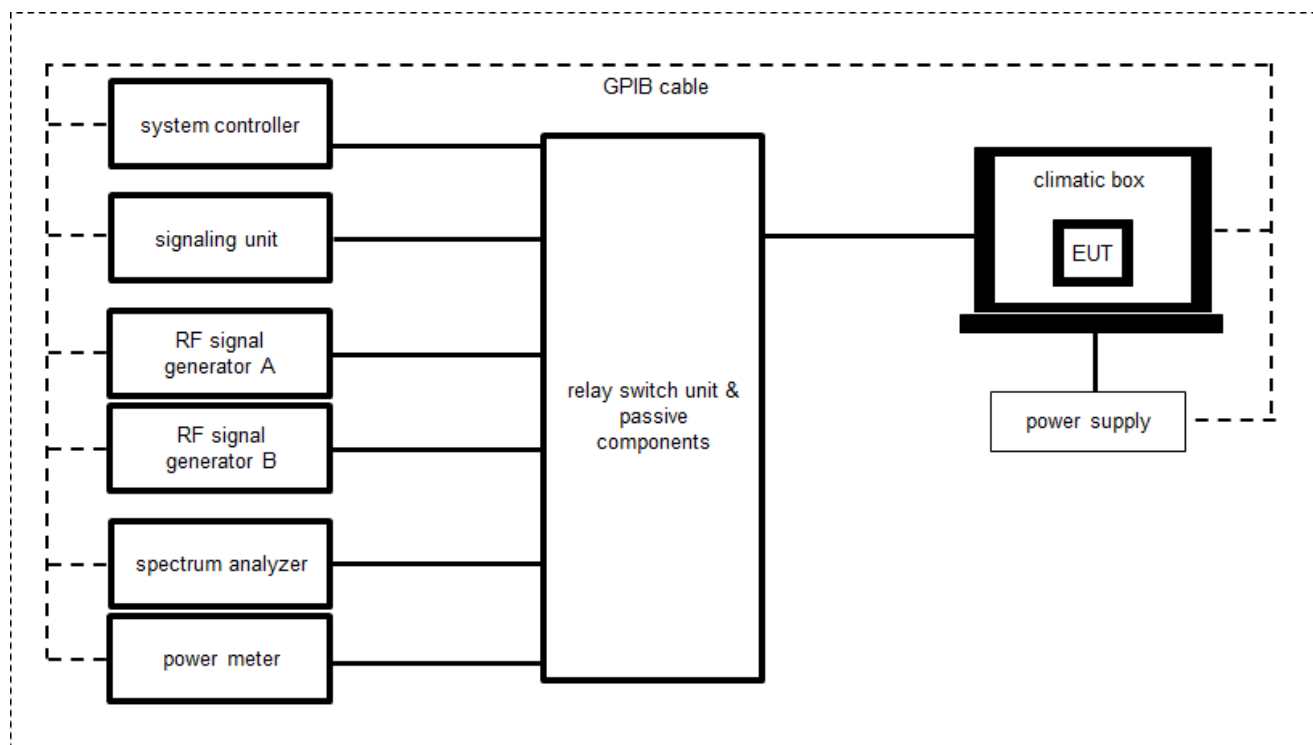 GPIB cable
system controller
signaling unit
RF signal
generator A
RF signal
generator B
spectrum analyzer
power meter
relay switch unit &
passive
components
climatic box
EUT
power supply